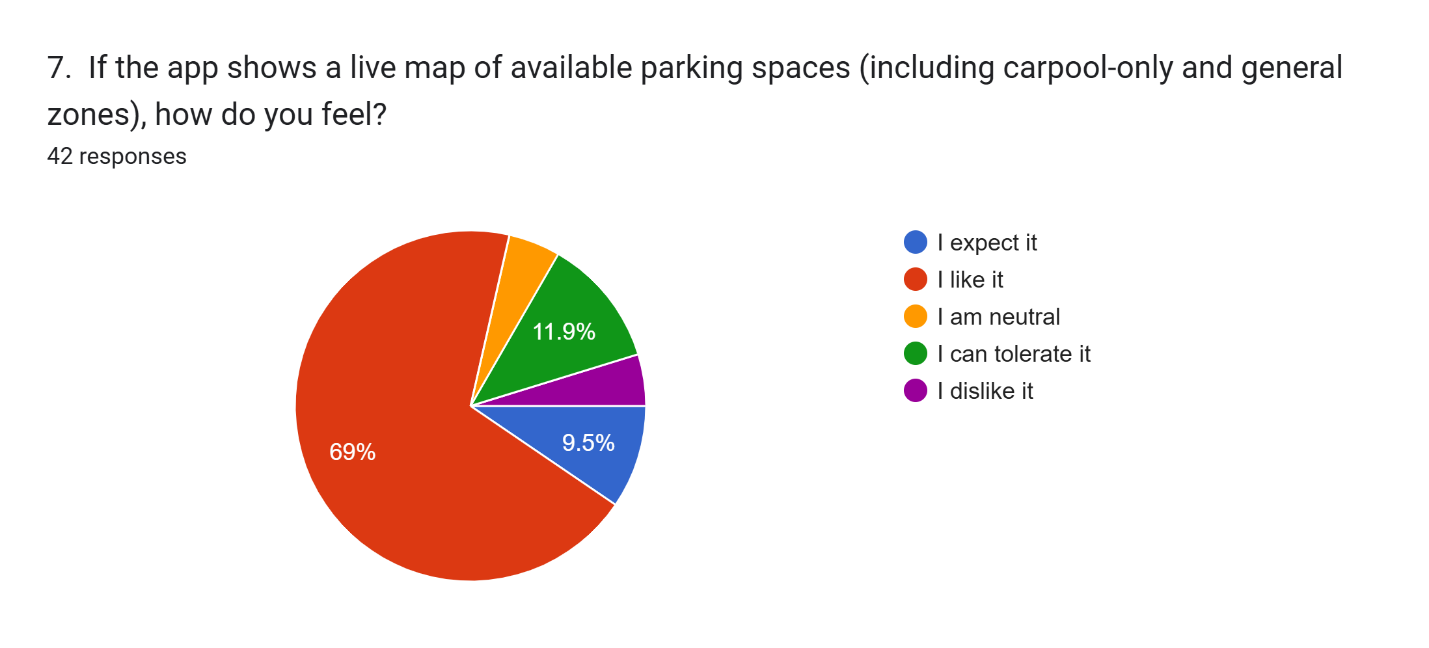 7. If the app shows a live map of available parking spaces (including carpool-only and general
zones), how do you feel?
42 responses
I expect it
I like it
I am neutral
I can tolerate it
I dislike it
11.9%
9.5%
69%